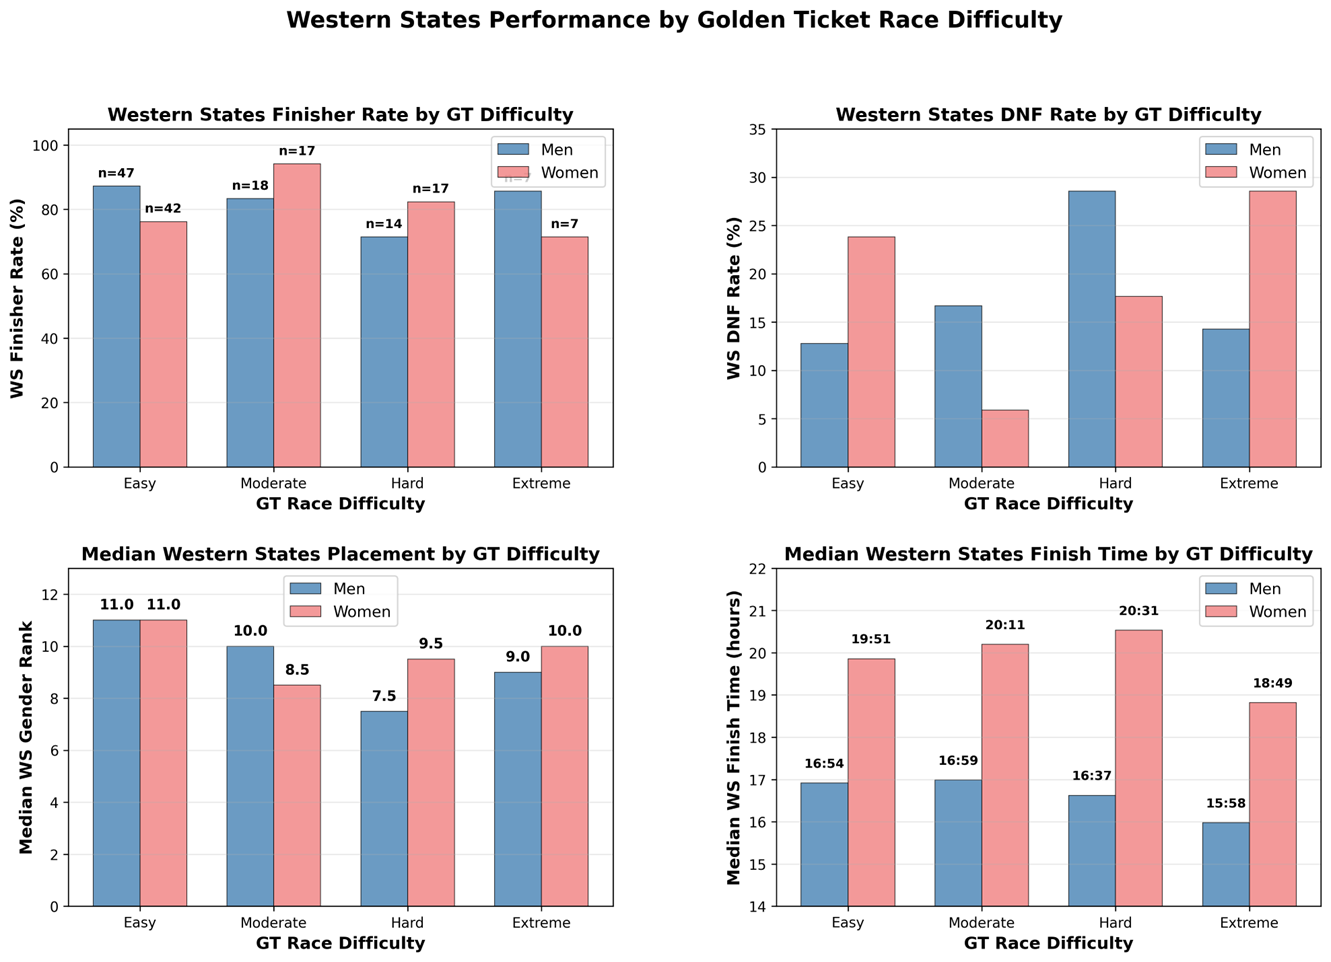 Western States Performance by Golden Ticket Race Difficulty
Western States Finisher Rate by GT Difficulty
WS Finisher Rate (%)
100
80
60
40
20
0
n=47
n=42
n=18
n=17
n=14
n=17
n=7
n=7
Men
Women
Easy
Moderate
Hard
Extreme
GT Race Difficulty
Western States DNF Rate by GT Difficulty
WS DNF Rate (%)
35
30
25
20
15
10
5
0
Men
Women
Easy
Moderate
Hard
Extreme
GT Race Difficulty
Median Western States Placement by GT Difficulty
Median WS Gender Rank
12
10
8
6
4
2
0
11.0
11.0
10.0
8.5
7.5
9.5
9.0
10.0
Men
Women
Easy
Moderate
Hard
Extreme
GT Race Difficulty
Median Western States Finish Time by GT Difficulty
Median WS Finish Time (hours)
22
21
20
19
18
17
16
15
14
16:54
19:51
16:59
20:11
16:37
20:31
15:58
18:49
Men
Women
Easy
Moderate
Hard
Extreme
GT Race Difficulty